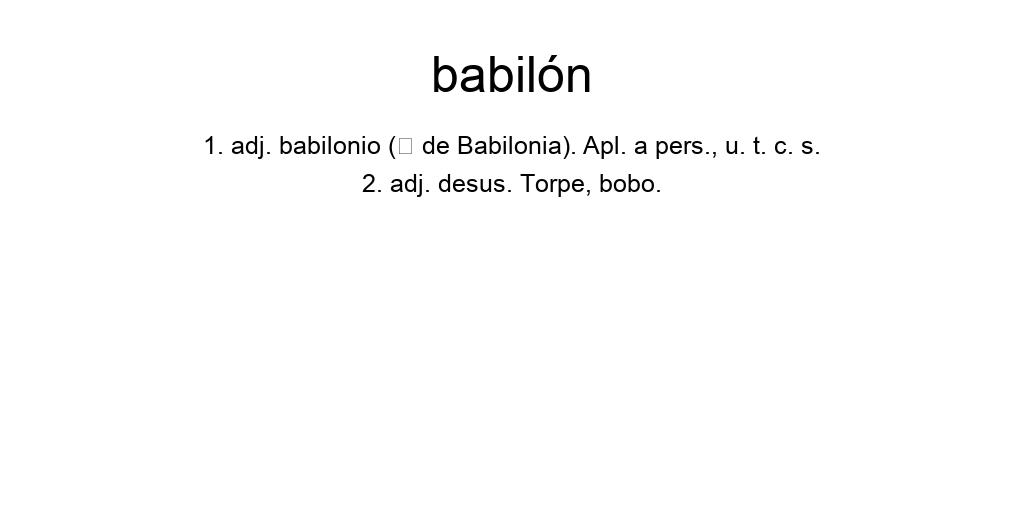 babilón
1. adj. babilonio (□ de Babilonia). Apl. a pers., u. t. c. s.
2. adj. desus. Torpe, bobo.